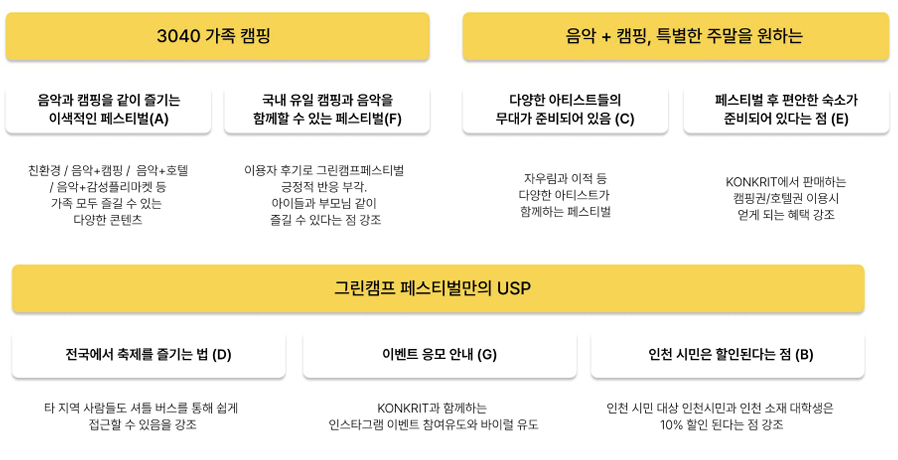 3040 가족 캠핑
음악 + 캠핑, 특별한 주말을 원하는
음악과 캠핑을 같이 즐기는
이색적인 페스티벌(A)
국내 유일 캠핑과 음악을
함께할 수 있는 페스티벌(F)
다양한 아티스트들의
무대가 준비되어 있음 (C)
페스티벌 후 편안한 숙소가
준비되어 있다는 점 (E)
친환경 / 음악+캠핑 / 음악+호텔
/ 음악+감성플리마켓 등
가족 모두 즐길 수 있는
다양한 콘텐츠
이용자 후기로 그린캠프페스티벌
긍정적 반응 부각.
아이들과 부모님 같이
즐길 수 있다는 점 강조
자우림과 이적 등
다양한 아티스트가
함께하는 페스티벌
KONKRIT에서 판매하는
캠핑권/호텔권 이용시
얻게 되는 혜택 강조
그린캠프 페스티벌만의 USP
전국에서 축제를 즐기는 법 (D)
이벤트 응모 안내 (G)
인천 시민은 할인된다는 점 (B)
타 지역 사람들도 셔틀 버스를 통해 쉽게
접근할 수 있음을 강조
KONKRIT과 함께하는
인스타그램 이벤트 참여유도와 바이럴 유도
인천 시민 대상 인천시민과 인천 소재 대학생은
10% 할인 된다는 점 강조